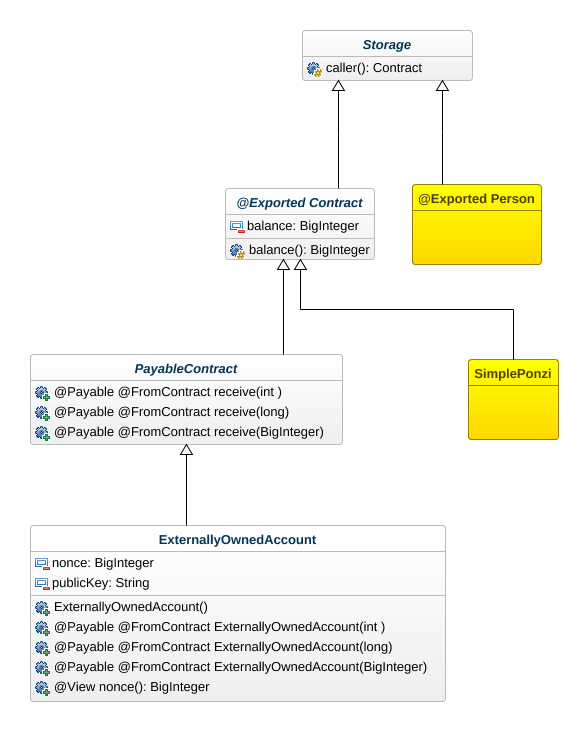 Storage
caller(): Contract
@Exported Contract
balance: BigInteger
balance(): BigInteger
@Exported Person
PayableContract
@Payable @FromContract receive(int )
@Payable @FromContract receive(long)
@Payable @FromContract receive(BigInteger)
SimplePonzi
ExternallyOwnedAccount
nonce: BigInteger
publicKey: String
ExternallyOwnedAccount()
@Payable @FromContract ExternallyOwnedAccount(int )
@Payable @FromContract ExternallyOwnedAccount(long)
@Payable @FromContract ExternallyOwnedAccount(BigInteger)
@View nonce(): BigInteger